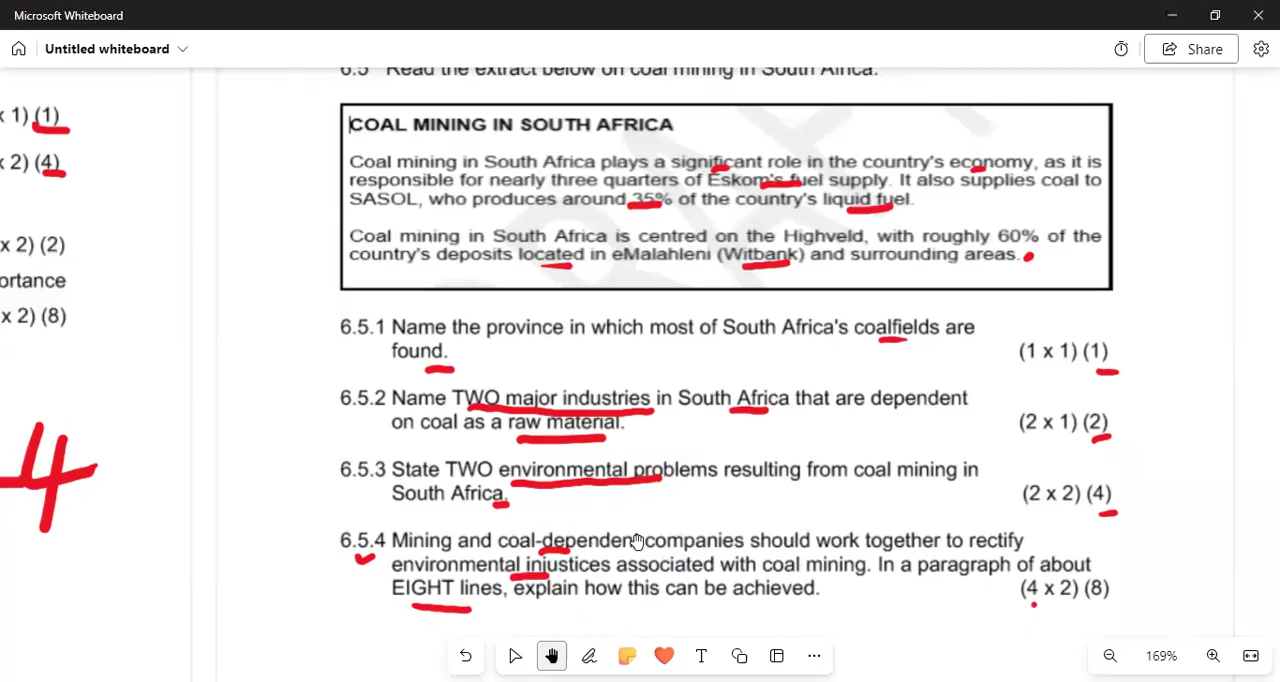 Microsoft Whiteboard
Untitled whiteboard
Share
6.5 Read the extract below on coal mining in South Africa.
x 1) (1)
COAL MINING IN SOUTH AFRICA
x 2) (4)
Coal mining in South Africa plays a significant role in the country's economy, as it is
responsible for nearly three quarters of Eskom's fuel supply. It also supplies coal to
SASOL, who produces around 35% of the country's liquid fuel.
x 2) (2)
Coal mining in South Africa is centred on the Highveld, with roughly 60% of the
country's deposits located in eMalahleni (Witbank) and surrounding areas.
ortance
x 2) (8)
6.5.1 Name the province in which most of South Africa's coalfields are
found. (1 x 1) (1)
6.5.2 Name TWO major industries in South Africa that are dependent
on coal as a raw material. (2 x 1) (2)
4
6.5.3 State TWO environmental problems resulting from coal mining in
South Africa. (2 x 2) (4)
6.5.4 Mining and coal-dependent companies should work together to rectify
environmental injustices associated with coal mining. In a paragraph of about
EIGHT lines, explain how this can be achieved. (4 x 2) (8)
T
169%